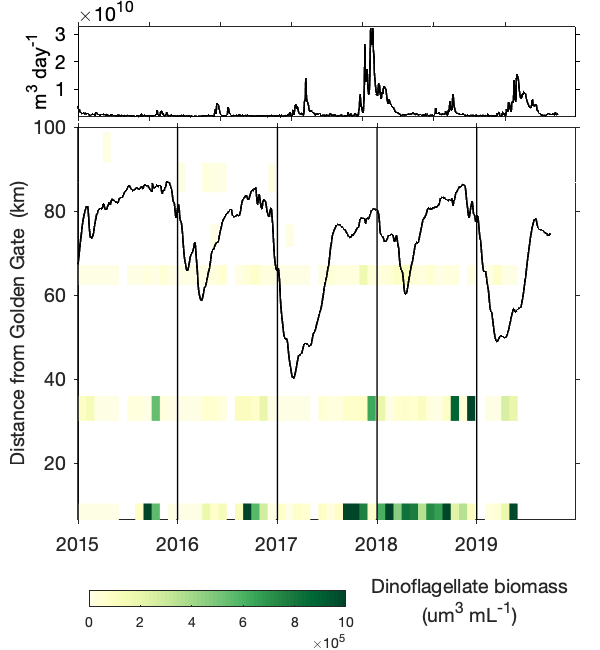 × 10^10
3
2
1
m^3 day^-1
100
80
60
40
20
Distance from Golden Gate (km)
2015 2016 2017 2018 2019
Dinoflagellate biomass
(um^3 mL^-1)
0 2 4 6 8 10
×10^5